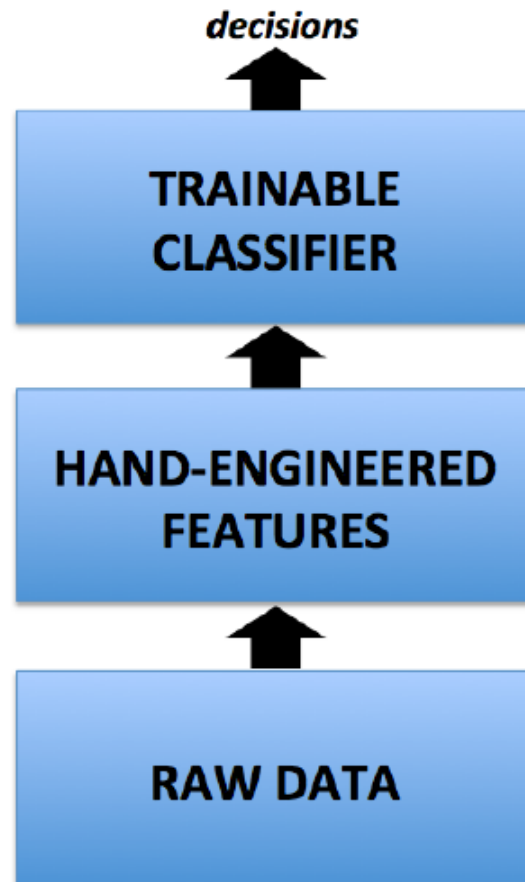 decisions
TRAINABLE
CLASSIFIER
HAND-ENGINEERED
FEATURES
RAW DATA